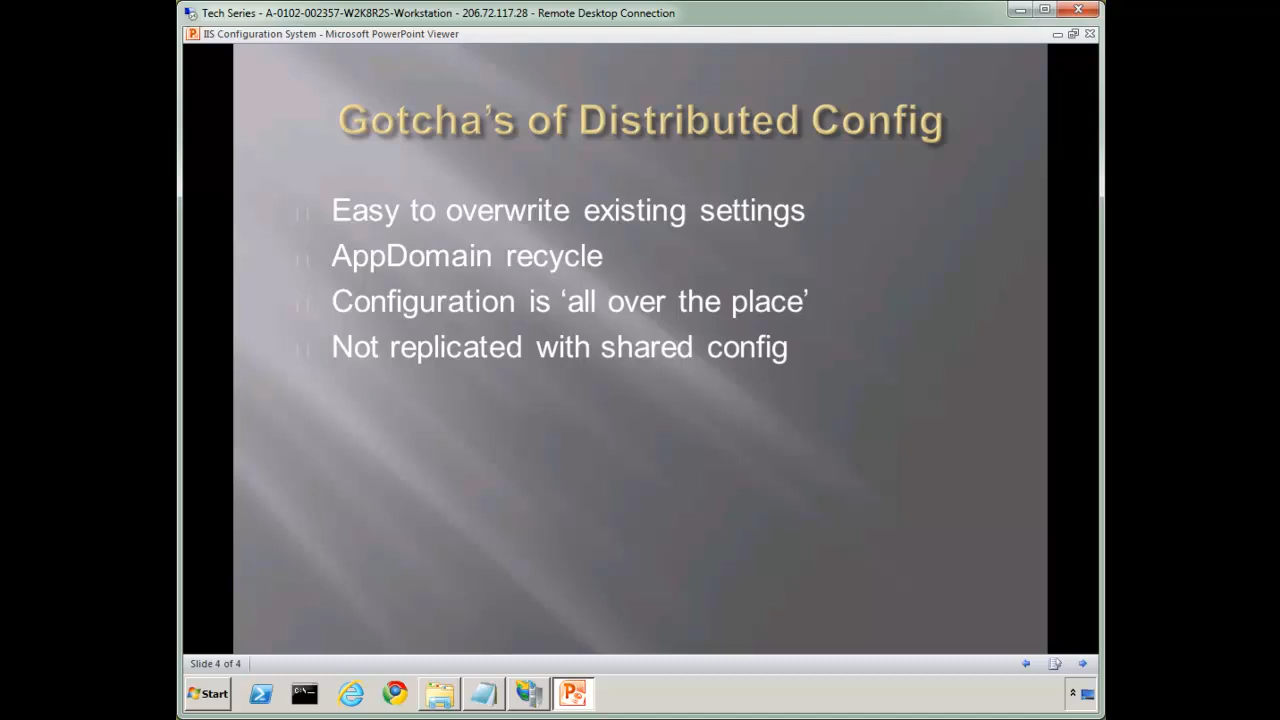 Tech Series - A-0102-002357-W2K8R2S-Workstation - 206.72.117.28 - Remote Desktop Connection
IIS Configuration System - Microsoft PowerPoint Viewer
Gotcha’s of Distributed Config
Easy to overwrite existing settings
AppDomain recycle
Configuration is ‘all over the place’
Not replicated with shared config
Slide 4 of 4
Start